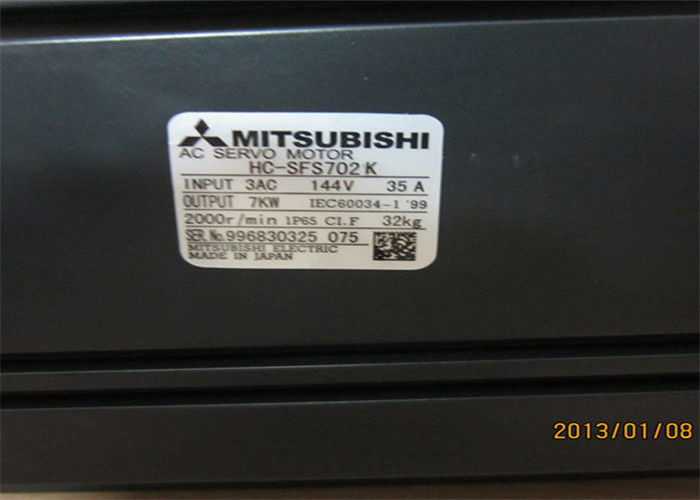 MITSUBISHI
AC SERVO MOTOR
HC-SFS702K
INPUT 3AC 144V 35 A
OUTPUT 7KW IEC60034-1 '99
2000r/min IP65 CI.F 32kg
SER.No.996830325 075
MITSUBISHI ELECTRIC
MADE IN JAPAN
2013/01/08